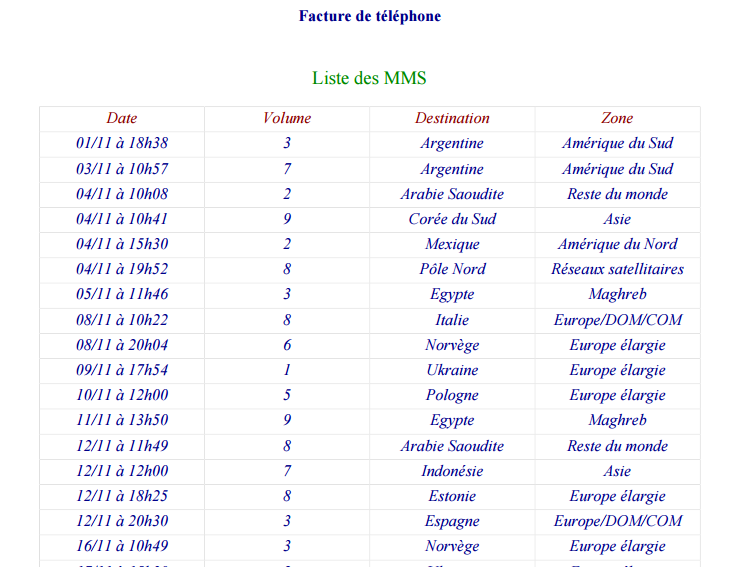 Facture de téléphone
Liste des MMS
Date Volume Destination Zone
01/11 à 18h38 3 Argentine Amérique du Sud
03/11 à 10h57 7 Argentine Amérique du Sud
04/11 à 10h08 2 Arabie Saoudite Reste du monde
04/11 à 10h41 9 Corée du Sud Asie
04/11 à 15h30 2 Mexique Amérique du Nord
04/11 à 19h52 8 Pôle Nord Réseaux satellitaires
05/11 à 11h46 3 Egypte Maghreb
08/11 à 10h22 8 Italie Europe/DOM/COM
08/11 à 20h04 6 Norvège Europe élargie
09/11 à 17h54 1 Ukraine Europe élargie
10/11 à 12h00 5 Pologne Europe élargie
11/11 à 13h50 9 Egypte Maghreb
12/11 à 11h49 8 Arabie Saoudite Reste du monde
12/11 à 12h00 7 Indonésie Asie
12/11 à 18h25 8 Estonie Europe élargie
12/11 à 20h30 3 Espagne Europe/DOM/COM
16/11 à 10h49 3 Norvège Europe élargie